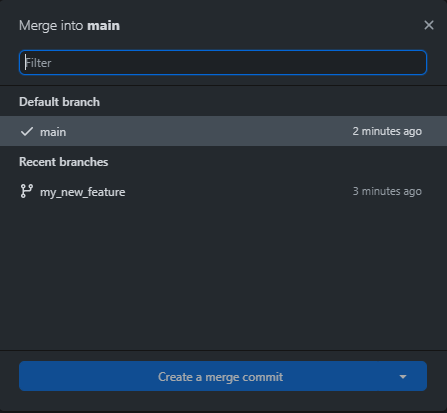 Merge into main
Filter
Default branch
main 2 minutes ago
Recent branches
my_new_feature 3 minutes ago
Create a merge commit